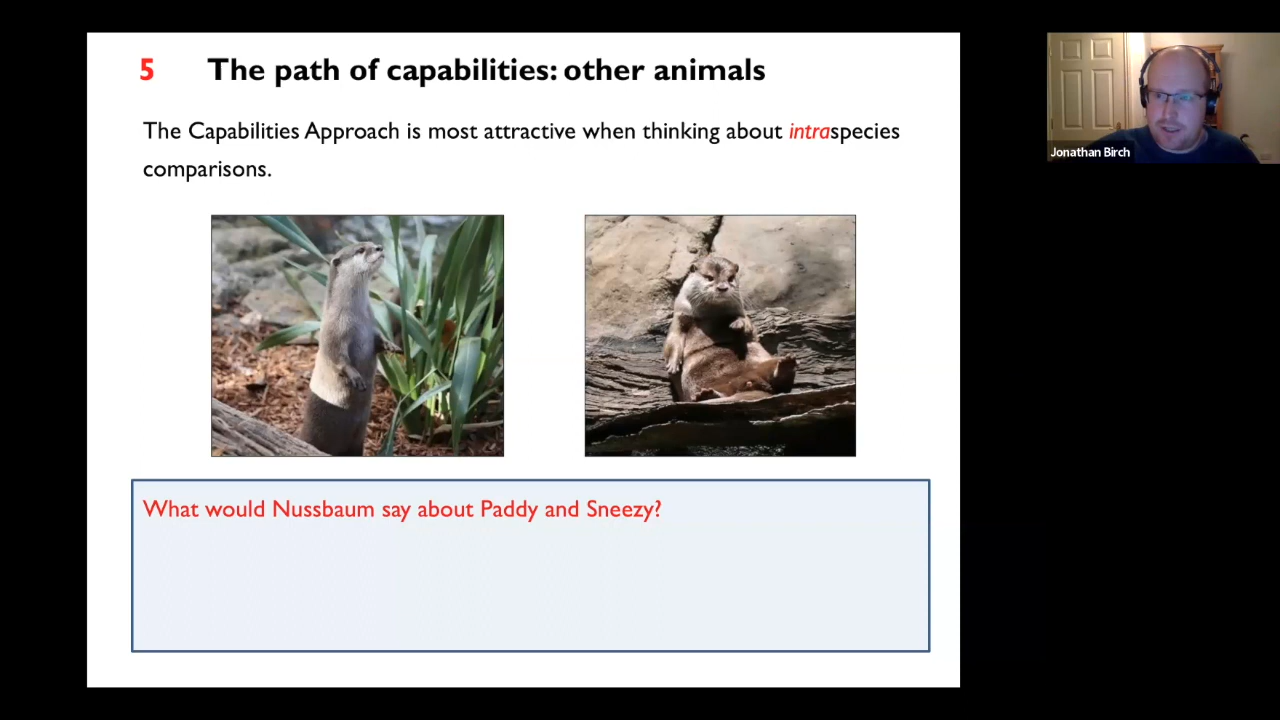 5 The path of capabilities: other animals
The Capabilities Approach is most attractive when thinking about intraspecies
comparisons.
Jonathan Birch
What would Nussbaum say about Paddy and Sneezy?